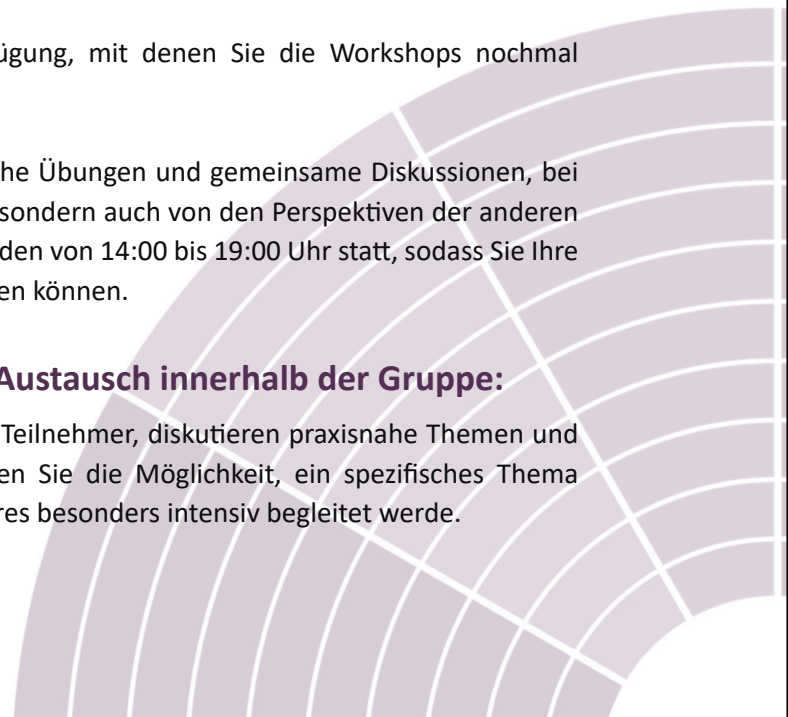 ügung, mit denen Sie die Workshops nochmal
he Übungen und gemeinsame Diskussionen, bei
sondern auch von den Perspektiven der anderen
den von 14:00 bis 19:00 Uhr statt, sodass Sie Ihre
en können.
Austausch innerhalb der Gruppe:
Teilnehmer, diskutieren praxisnahe Themen und
en Sie die Möglichkeit, ein spezifisches Thema
res besonders intensiv begleitet werde.